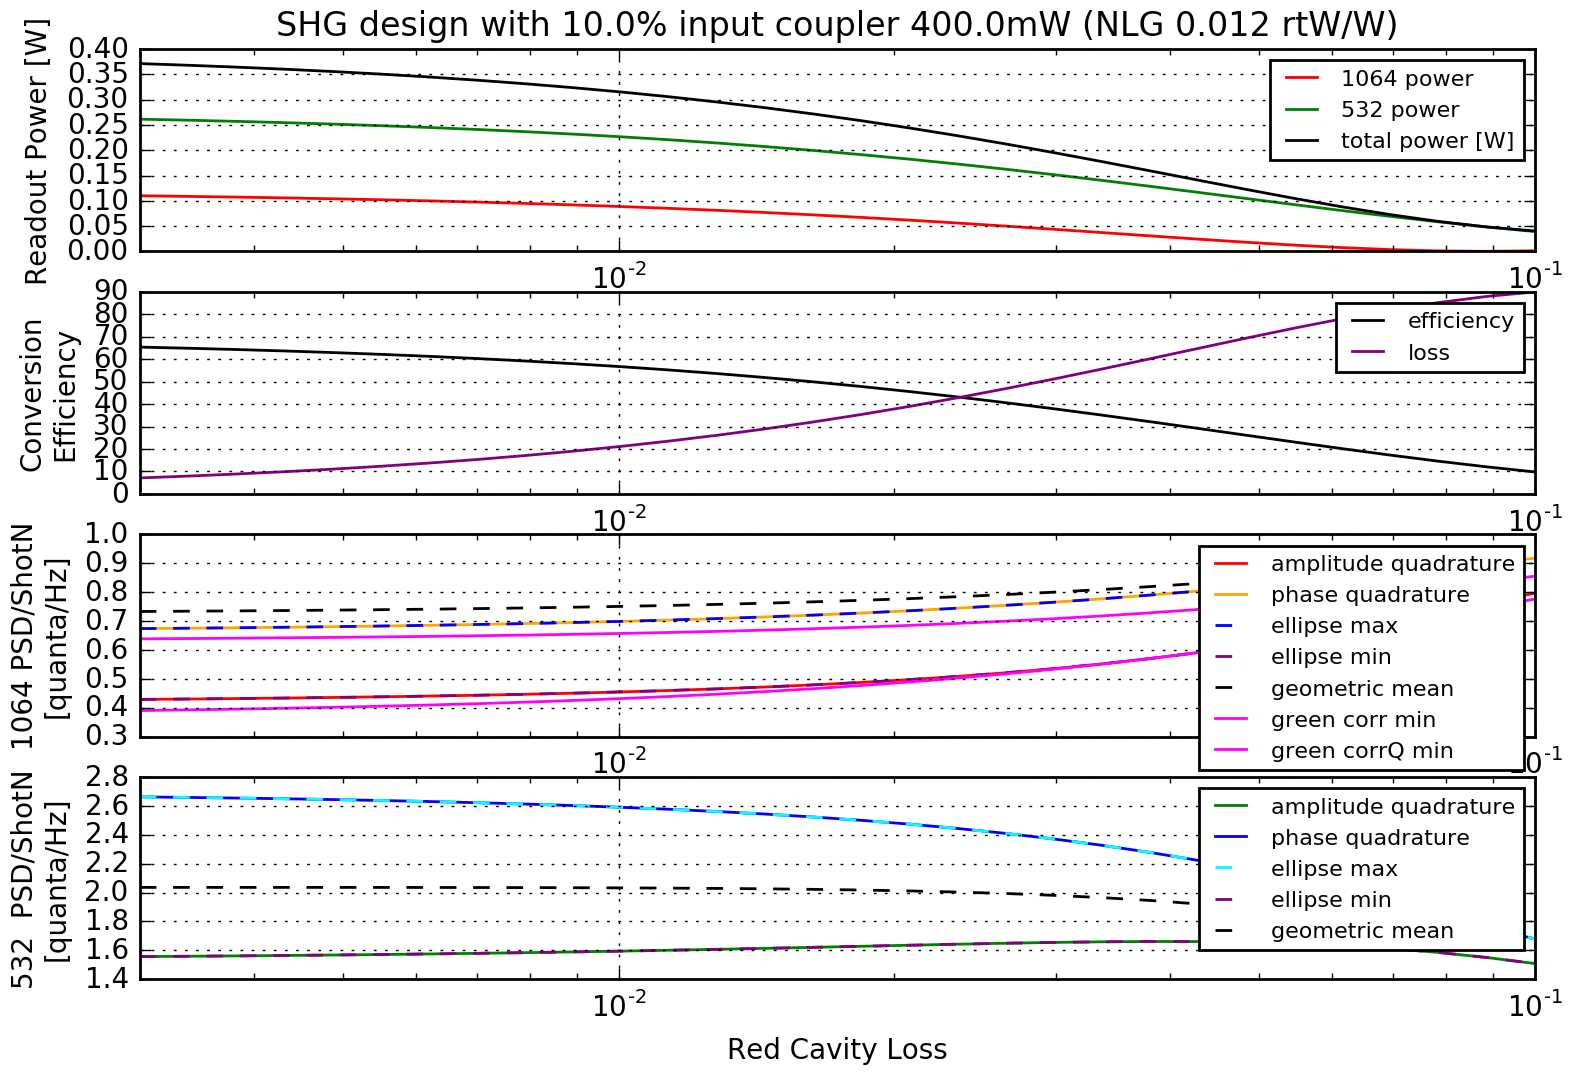 SHG design with 10.0% input coupler 400.0mW (NLG 0.012 rtW/W)
Readout Power [W]
0.40
0.35
0.30
0.25
0.20
0.15
0.10
0.05
0.00
1064 power
532 power
total power [W]
10^-2
10^-1
Conversion
Efficiency
90
80
70
60
50
40
30
20
10
0
efficiency
loss
10^-2
10^-1
1064 PSD/ShotN
[quanta/Hz]
1.0
0.9
0.8
0.7
0.6
0.5
0.4
0.3
amplitude quadrature
phase quadrature
ellipse max
ellipse min
geometric mean
green corr min
green corrQ min
10^-2
10^-1
532 PSD/ShotN
[quanta/Hz]
2.8
2.6
2.4
2.2
2.0
1.8
1.6
1.4
amplitude quadrature
phase quadrature
ellipse max
ellipse min
geometric mean
10^-2
10^-1
Red Cavity Loss